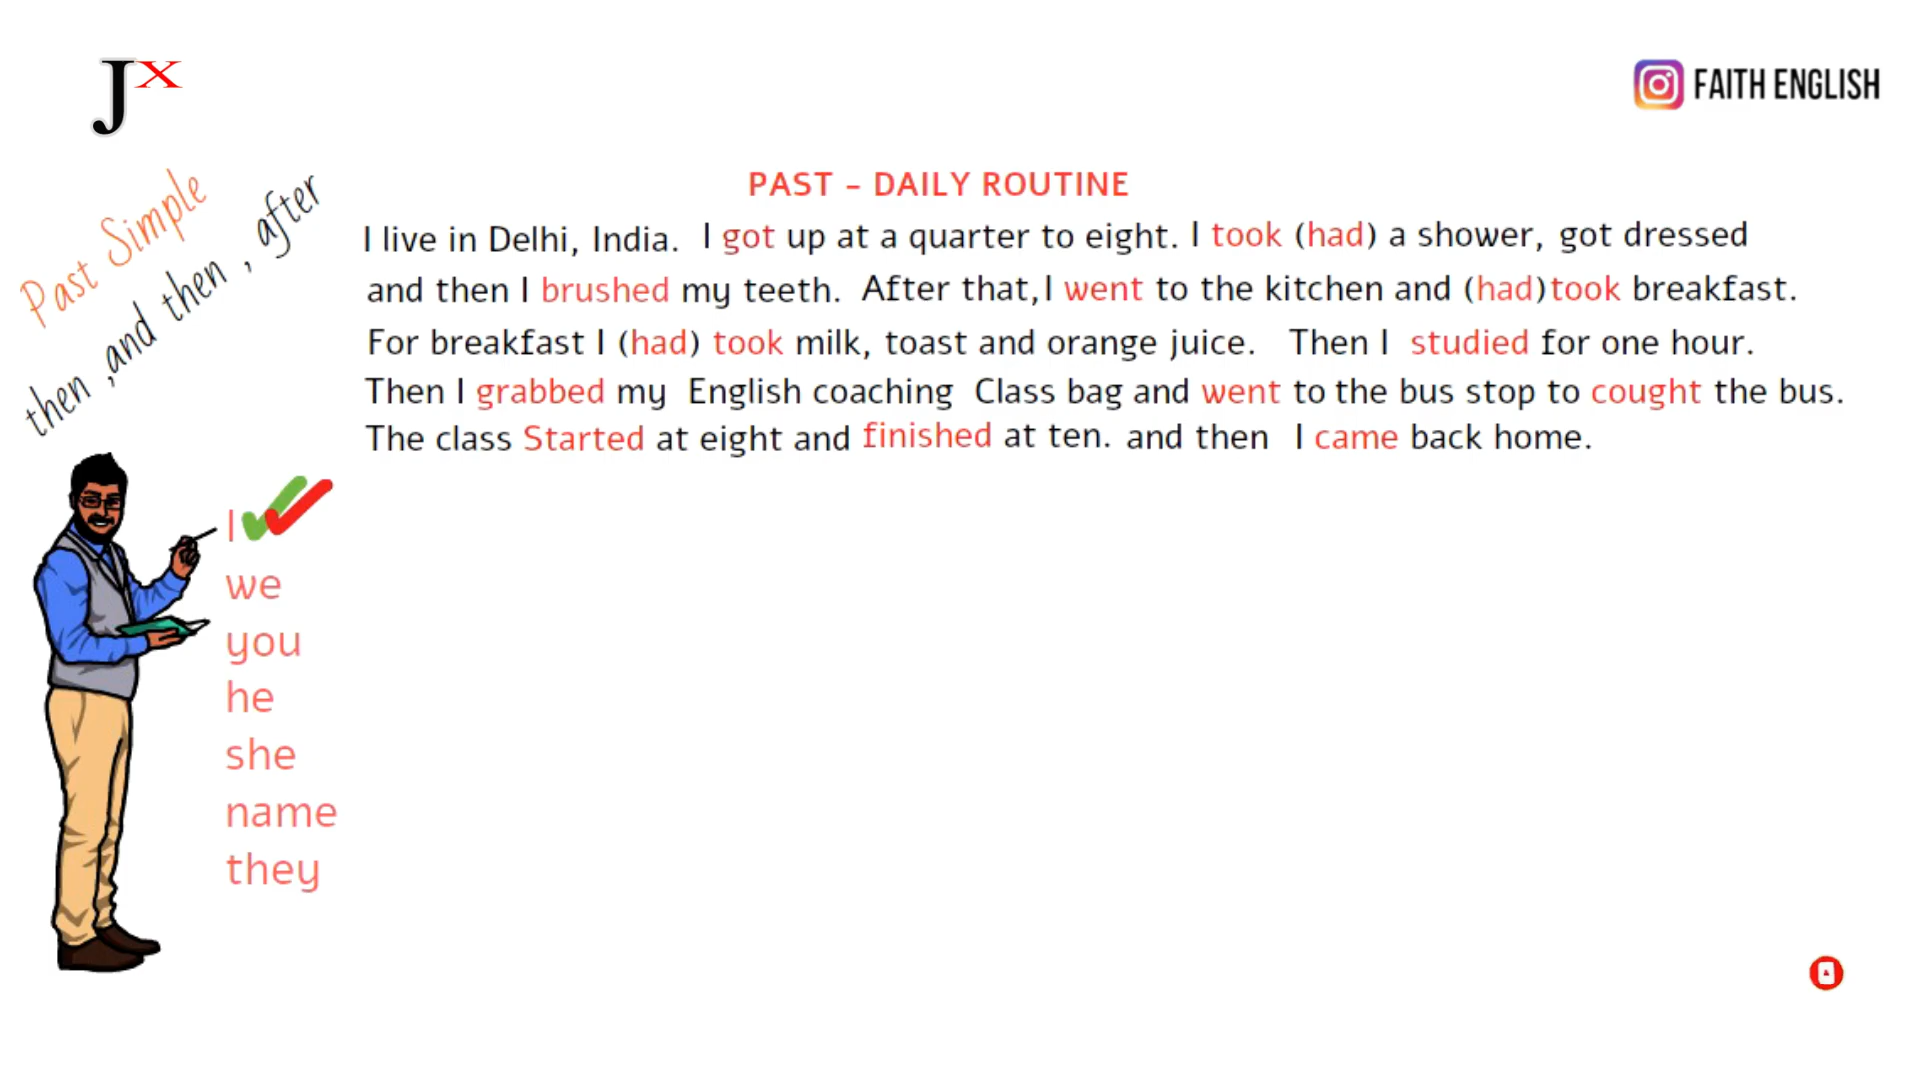 Jx
FAITH ENGLISH
Past Simple
then ,and then , after
PAST – DAILY ROUTINE
I live in Delhi, India. I got up at a quarter to eight. I took (had) a shower, got dressed
and then I brushed my teeth. After that,I went to the kitchen and (had)took breakfast.
For breakfast I (had) took milk, toast and orange juice. Then I studied for one hour.
Then I grabbed my English coaching Class bag and went to the bus stop to cought the bus.
The class Started at eight and finished at ten. and then I came back home.
I
we
you
he
she
name
they